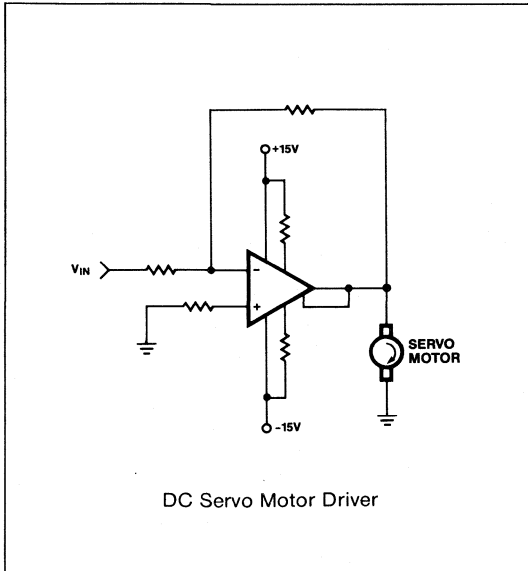 +15V
VIN
−
+
SERVO
MOTOR
-15V
DC Servo Motor Driver